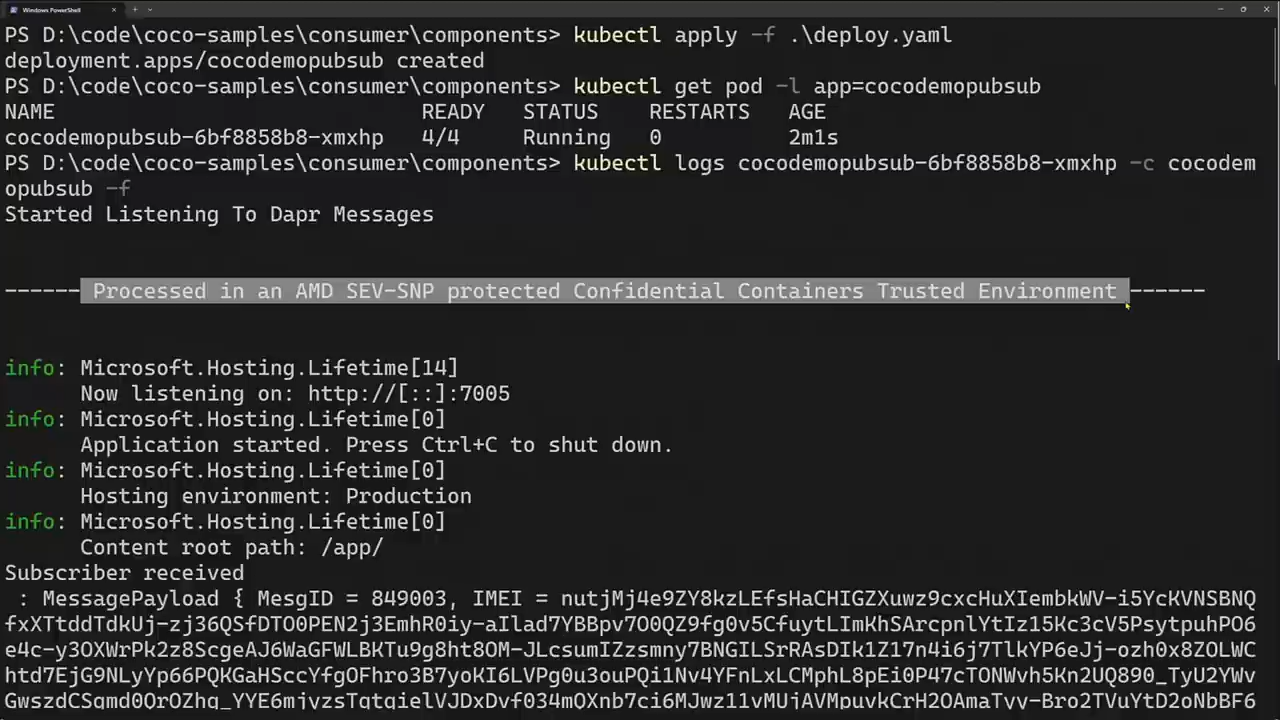 Windows PowerShell
PS D:\code\coco-samples\consumer\components> kubectl apply -f .\deploy.yaml
deployment.apps/cocodemopubsub created
PS D:\code\coco-samples\consumer\components> kubectl get pod -l app=cocodemopubsub
NAME READY STATUS RESTARTS AGE
cocodemopubsub-6bf8858b8-xmxhp 4/4 Running 0 2m1s
PS D:\code\coco-samples\consumer\components> kubectl logs cocodemopubsub-6bf8858b8-xmxhp -c cocodem
opubsub -f
Started Listening To Dapr Messages
------ Processed in an AMD SEV-SNP protected Confidential Containers Trusted Environment ------
info: Microsoft.Hosting.Lifetime[14]
Now listening on: http://[::]:7005
info: Microsoft.Hosting.Lifetime[0]
Application started. Press Ctrl+C to shut down.
info: Microsoft.Hosting.Lifetime[0]
Hosting environment: Production
info: Microsoft.Hosting.Lifetime[0]
Content root path: /app/
Subscriber received
: MessagePayload { MesgID = 849003, IMEI = nutjMj4e9ZY8kzLEfsHaCHIGZXuwz9cxcHuXIembkWV-i5YcKVNSBNQ
fxXTtddTdkUj-zj36QSfDTO0PEN2j3EmhR0iy-aIlad7YBBpv7O0QZ9fg0v5CfuytLImKhSArcpnlYtIz15Kc3cV5PsytpuhPO6
e4c-y3OXWrPk2z8ScgeAJ6WaGFWLBKTu9g8ht8OM-JLcsumIZzsmny7BNGILSrRAsDIk1Z17n4i6j7TlkYP6eJj-ozh0x8ZOLWC
htd7EjG9NLyYp66PQKGaHSccYfgOFhro3B7yoKI6LVPg0u3ouPQi1Nv4YFnLxLCMphL8pEi0P47cTONWvh5Kn2UQ890_TyU2YWv